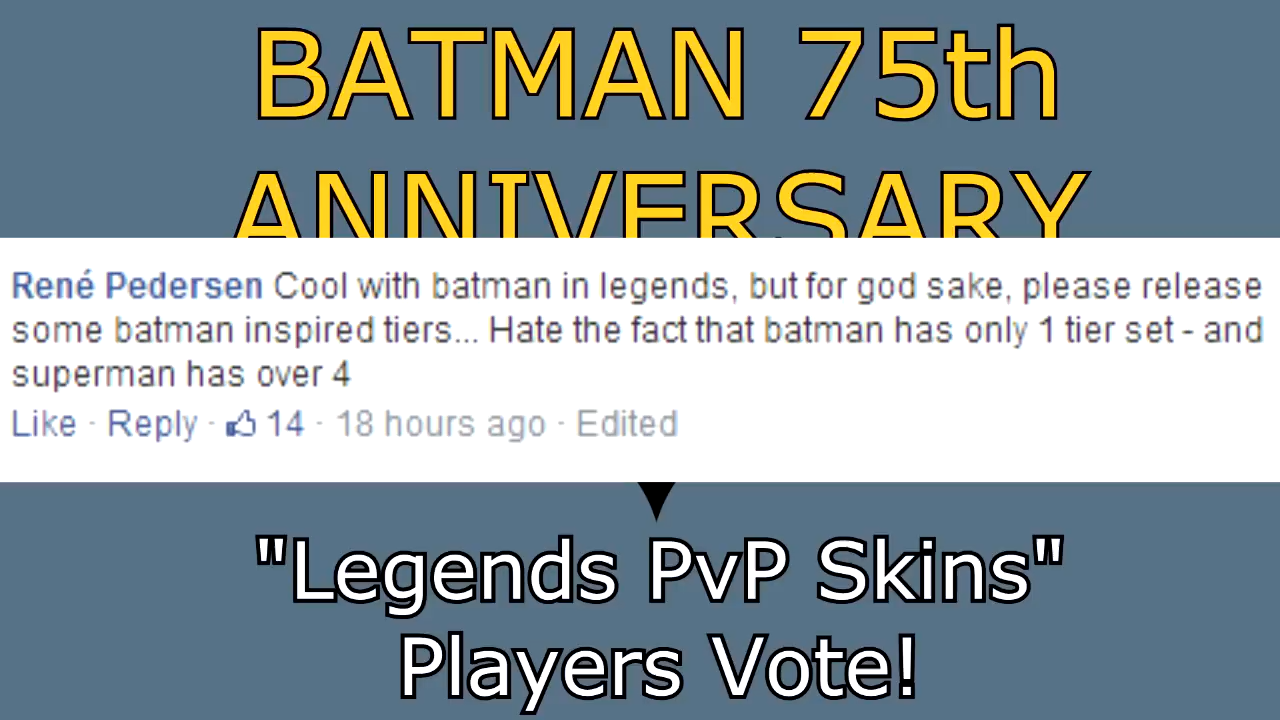 BATMAN 75th
ANNIVERSARY
René Pedersen Cool with batman in legends, but for god sake, please release
some batman inspired tiers... Hate the fact that batman has only 1 tier set - and
superman has over 4
Like · Reply · 14 · 18 hours ago · Edited
"Legends PvP Skins"
Players Vote!